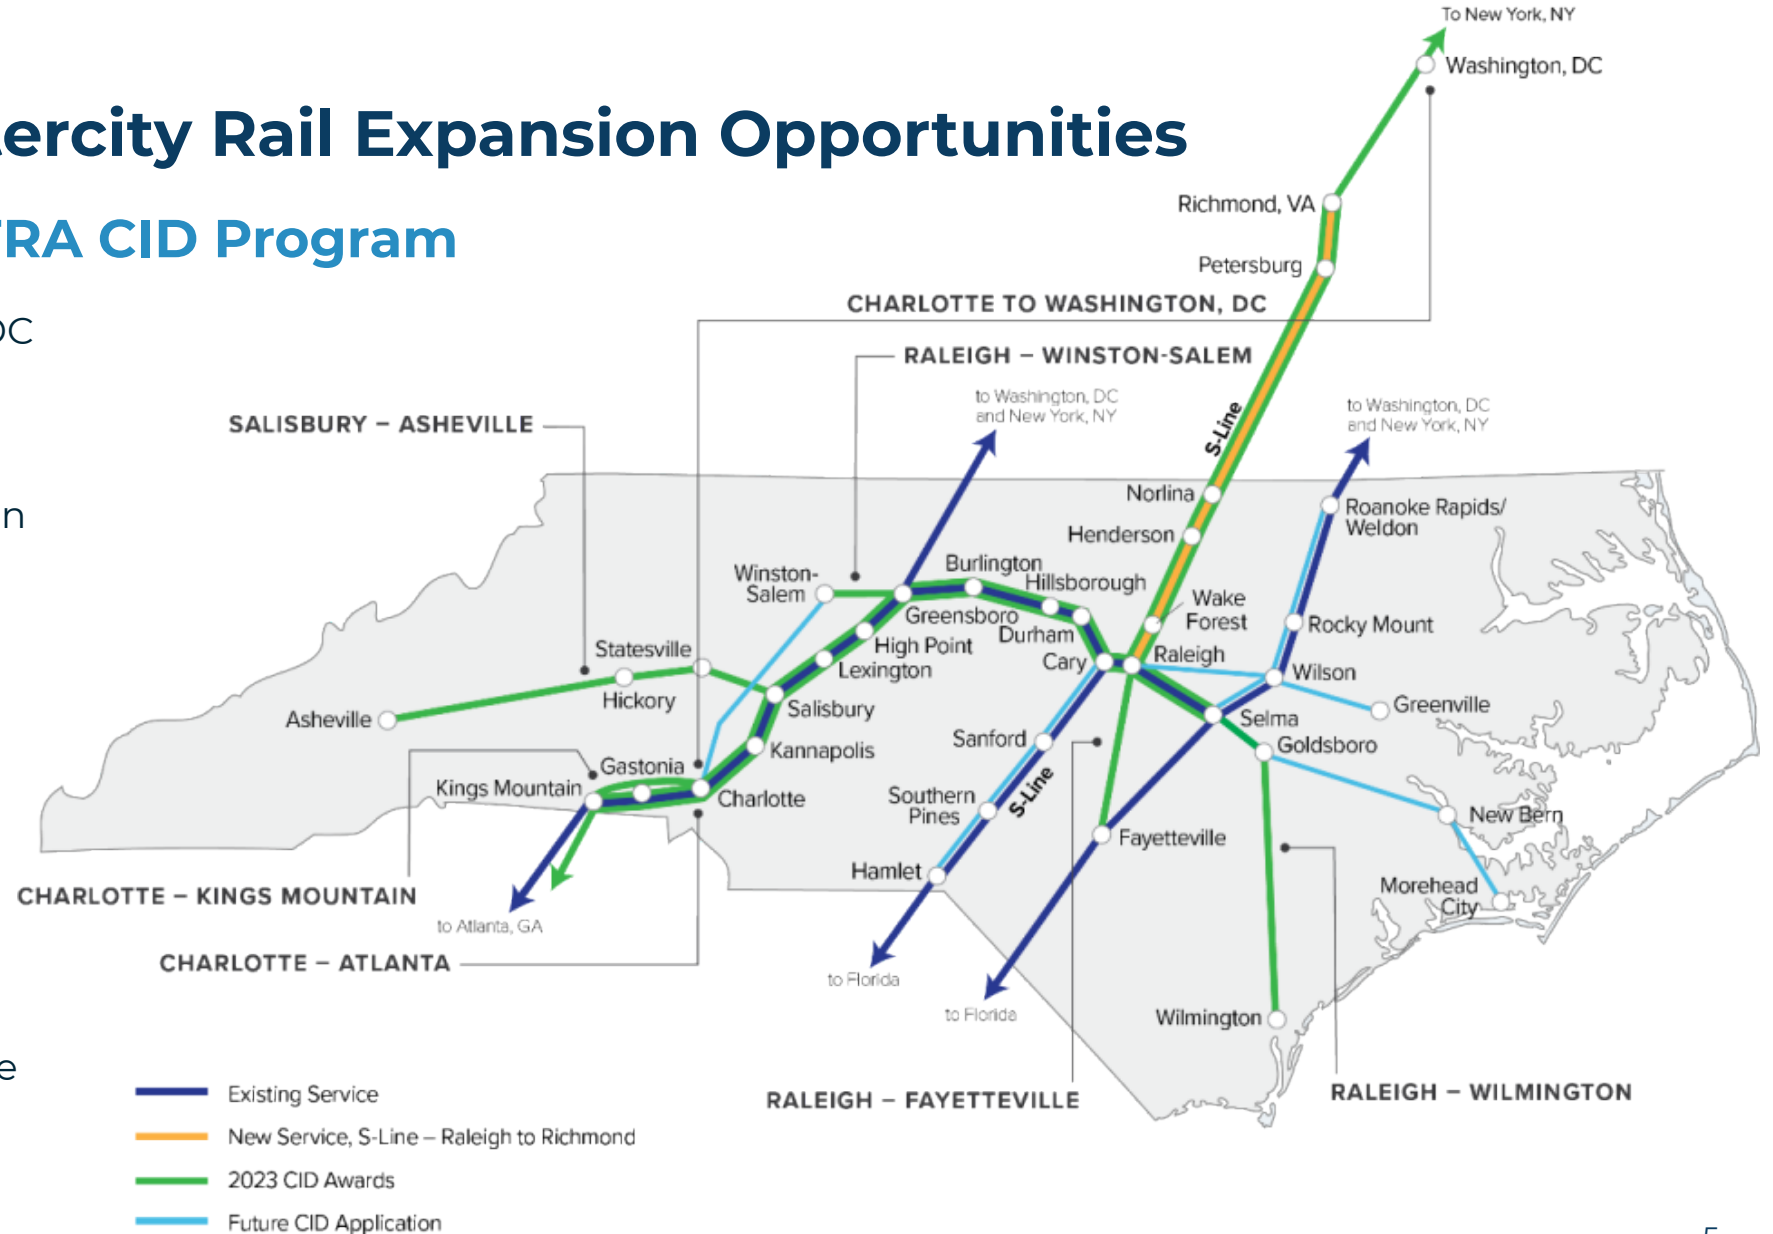 tercity Rail Expansion Opportunities
FRA CID Program
DC
n
e
To New York, NY
Washington, DC
Richmond, VA
Petersburg
CHARLOTTE TO WASHINGTON, DC
RALEIGH – WINSTON-SALEM
SALISBURY – ASHEVILLE
to Washington, DC
and New York, NY
to Washington, DC
and New York, NY
S-Line
Norlina
Henderson
Roanoke Rapids/
Weldon
Winston-
Salem
Burlington
Hillsborough
Wake
Forest
Greensboro
Durham
Rocky Mount
High Point
Cary
Raleigh
Lexington
Statesville
Hickory
Wilson
Asheville
Salisbury
Greenville
Selma
Sanford
Goldsboro
Kannapolis
Gastonia
Kings Mountain
Charlotte
Southern
Pines
S-Line
New Bern
Fayetteville
Hamlet
Morehead
City
CHARLOTTE – KINGS MOUNTAIN
to Atlanta, GA
CHARLOTTE – ATLANTA
to Florida
to Florida
Wilmington
RALEIGH – FAYETTEVILLE
RALEIGH – WILMINGTON
Existing Service
New Service, S-Line – Raleigh to Richmond
2023 CID Awards
Future CID Application